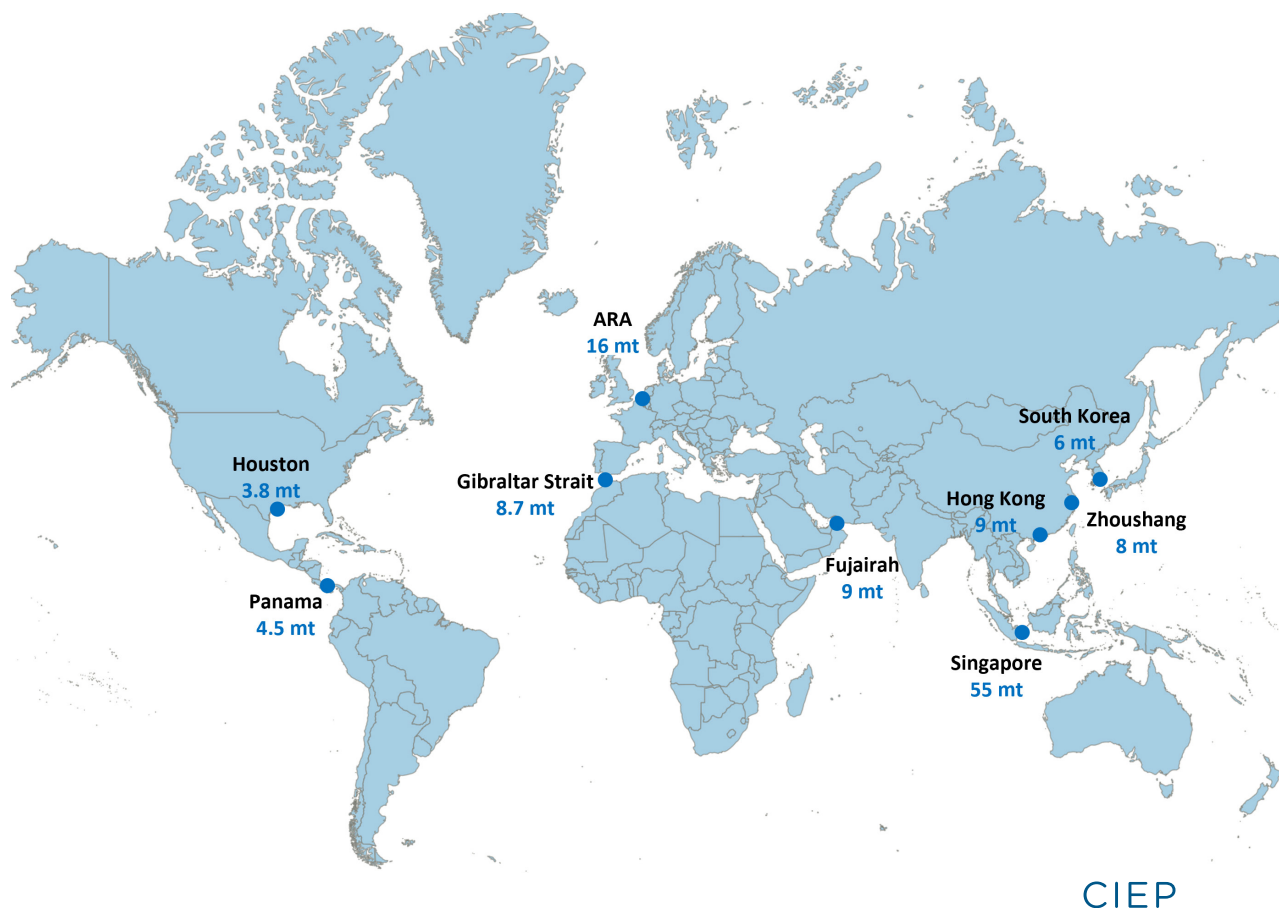 ARA
16 mt
South Korea
6 mt
Houston
3.8 mt
Gibraltar Strait
8.7 mt
Hong Kong
9 mt
Zhoushang
8 mt
Fujairah
9 mt
Panama
4.5 mt
Singapore
55 mt
CIEP